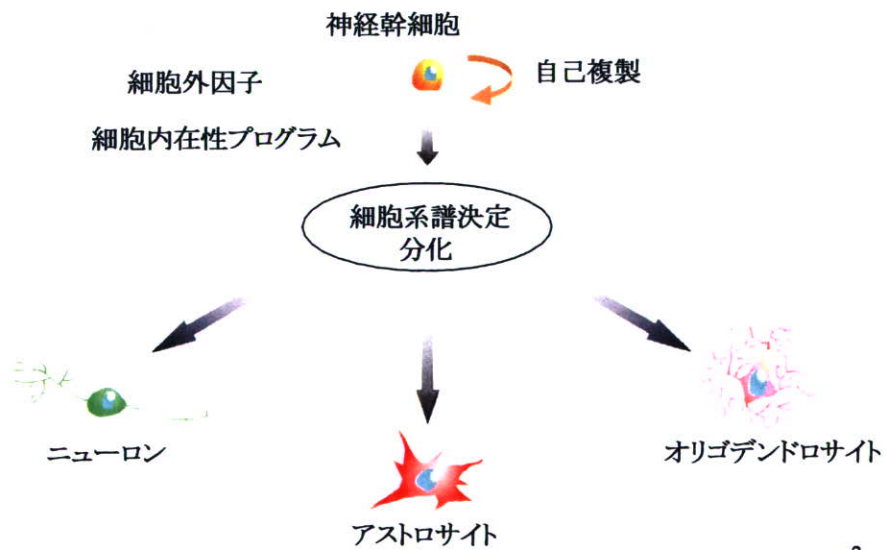 神経幹細胞
細胞外因子
自己複製
細胞内在性プログラム
細胞系譜決定
分化
ニューロン
オリゴデンドロサイト
アストロサイト